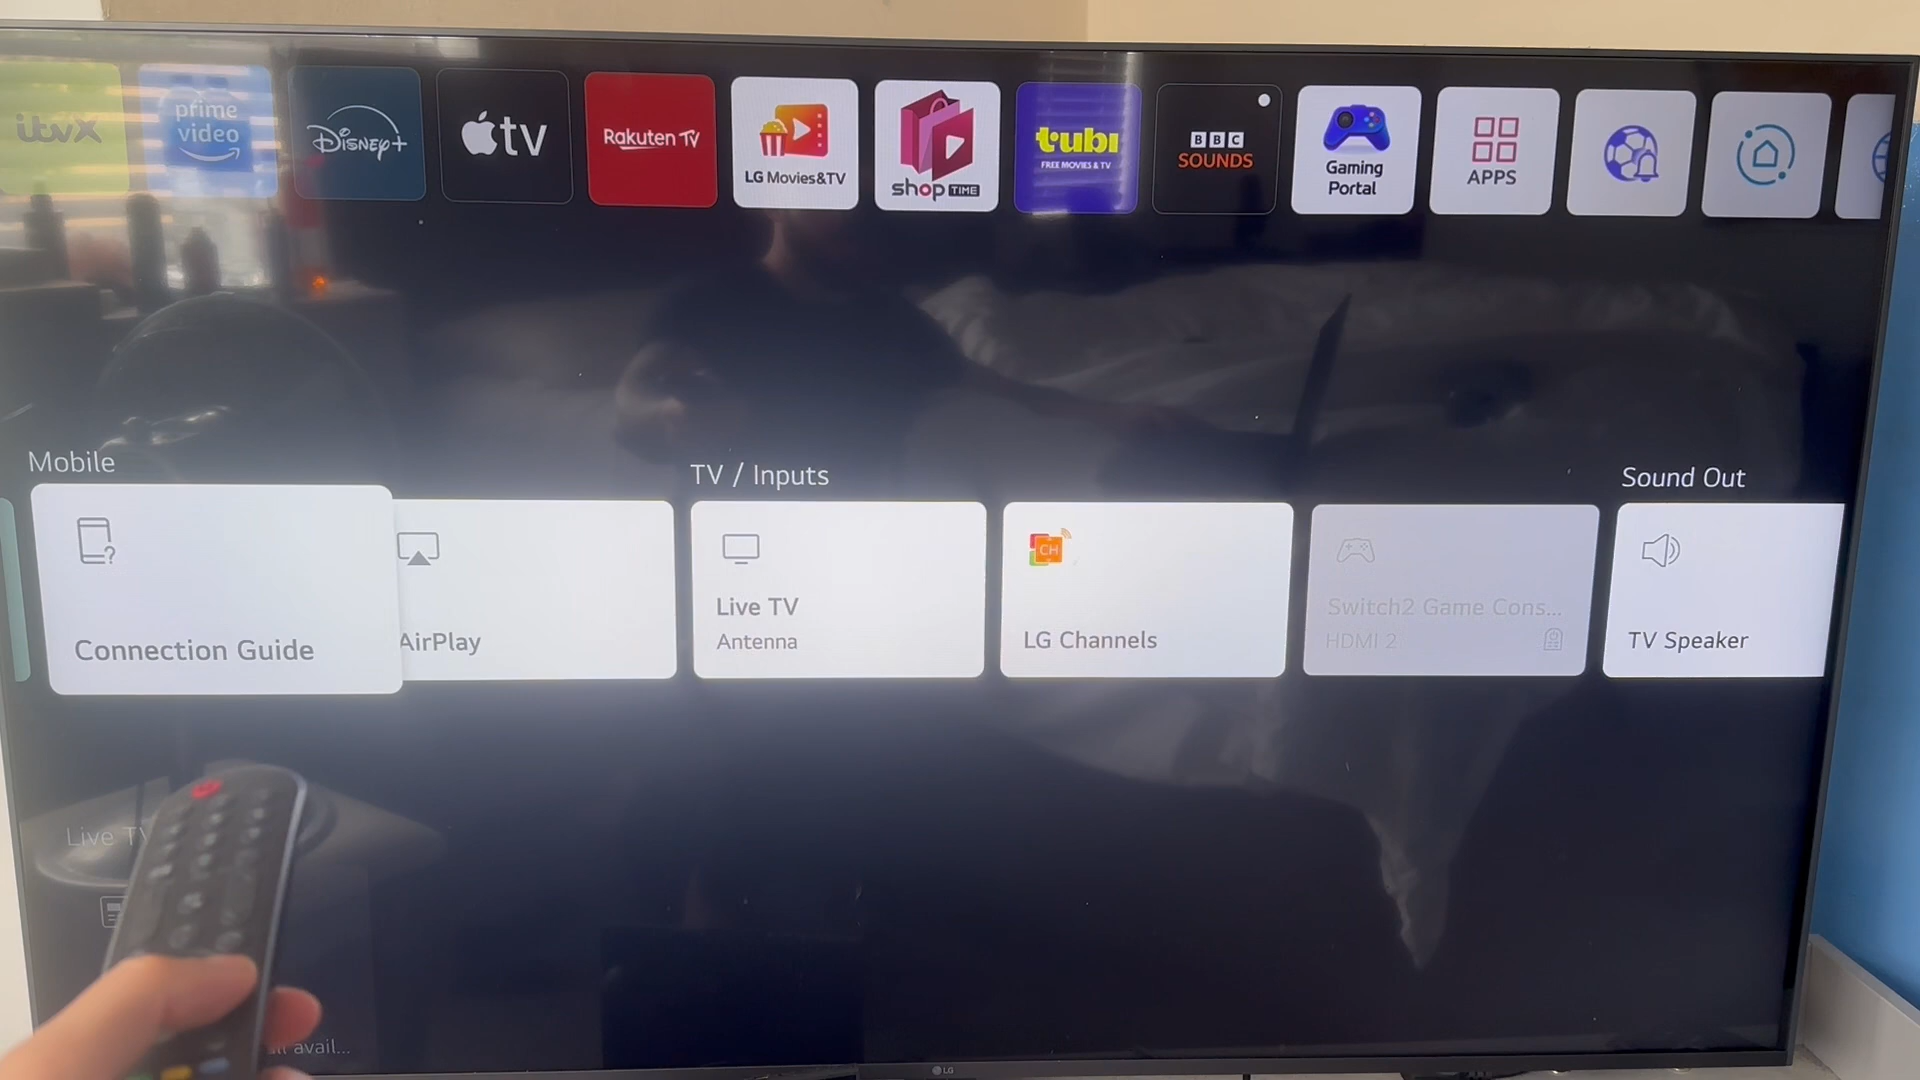 itvX
prime
video
Disney+
tv
Rakuten TV
LG Movies&TV
shop TIME
tubi
FREE MOVIES & TV
BBC
SOUNDS
Gaming
Portal
APPS
Mobile
TV / Inputs
Sound Out
Connection Guide
AirPlay
Live TV
Antenna
CH
LG Channels
Switch2 Game Cons...
HDMI 2
TV Speaker
Live TV
avail...
LG